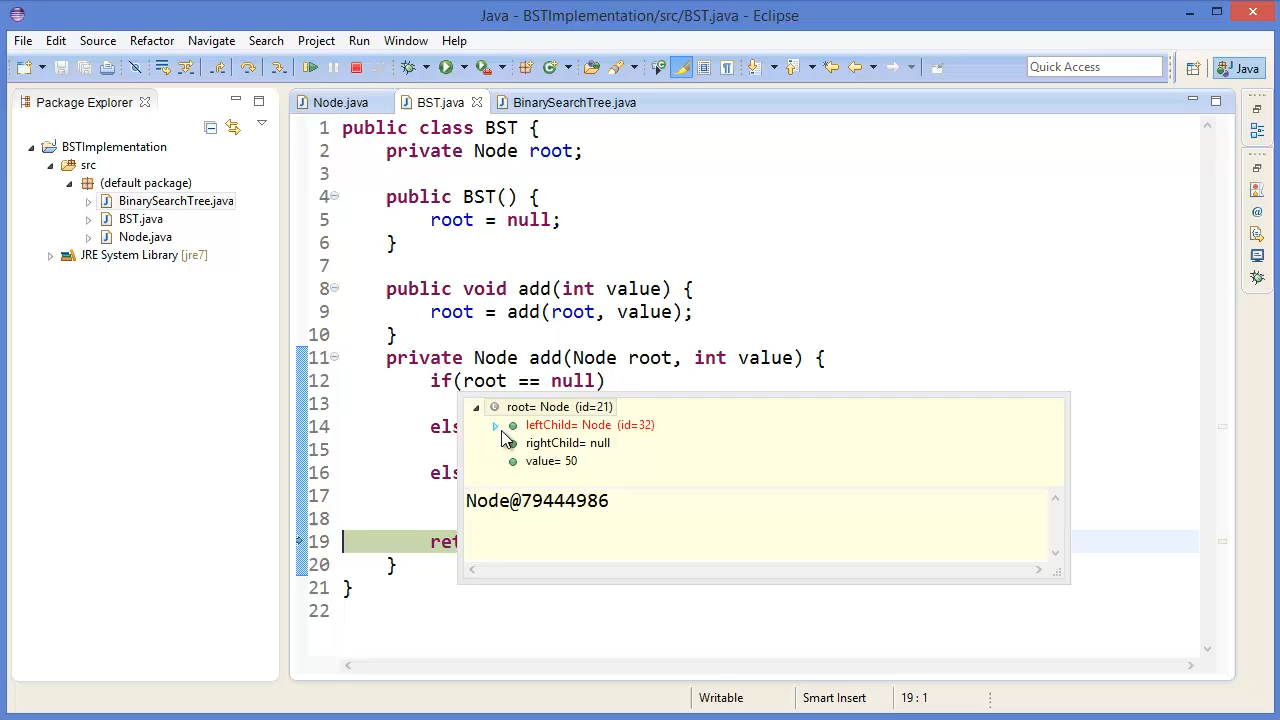 Java - BSTImplementation/src/BST.java - Eclipse
File Edit Source Refactor Navigate Search Project Run Window Help
Quick Access
Java
Package Explorer
Node.java
BST.java
BinarySearchTree.java
BSTImplementation
src
(default package)
BinarySearchTree.java
BST.java
Node.java
JRE System Library [jre7]
1 public class BST {
2 private Node root;
3
4 public BST() {
5 root = null;
6 }
7
8 public void add(int value) {
9 root = add(root, value);
10 }
11 private Node add(Node root, int value) {
12 if(root == null)
13
14 els
15
16 els
17
18
19 ret
20 }
21 }
22
root= Node (id=21)
leftChild= Node (id=32)
rightChild= null
value= 50
Node@79444986
Writable
Smart Insert
19 : 1